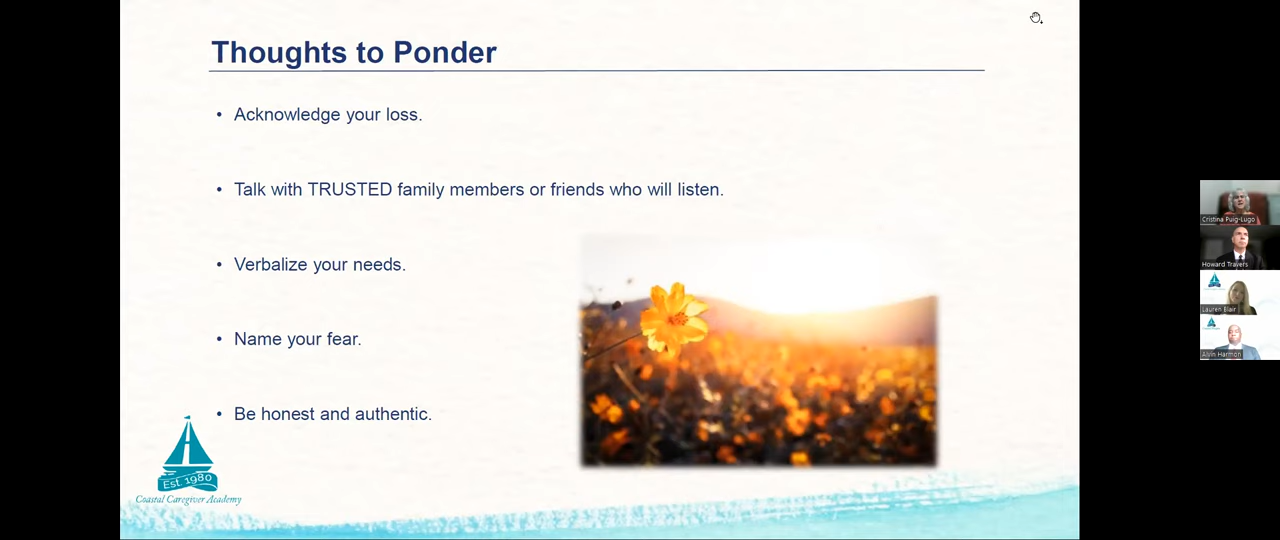 Thoughts to Ponder
• Acknowledge your loss.
• Talk with TRUSTED family members or friends who will listen.
• Verbalize your needs.
• Name your fear.
• Be honest and authentic.
Est 1980
Coastal Caregiver Academy
Cristina Puig-Lugo
Howard Travers
Lauren Blair
Alvin Harmon